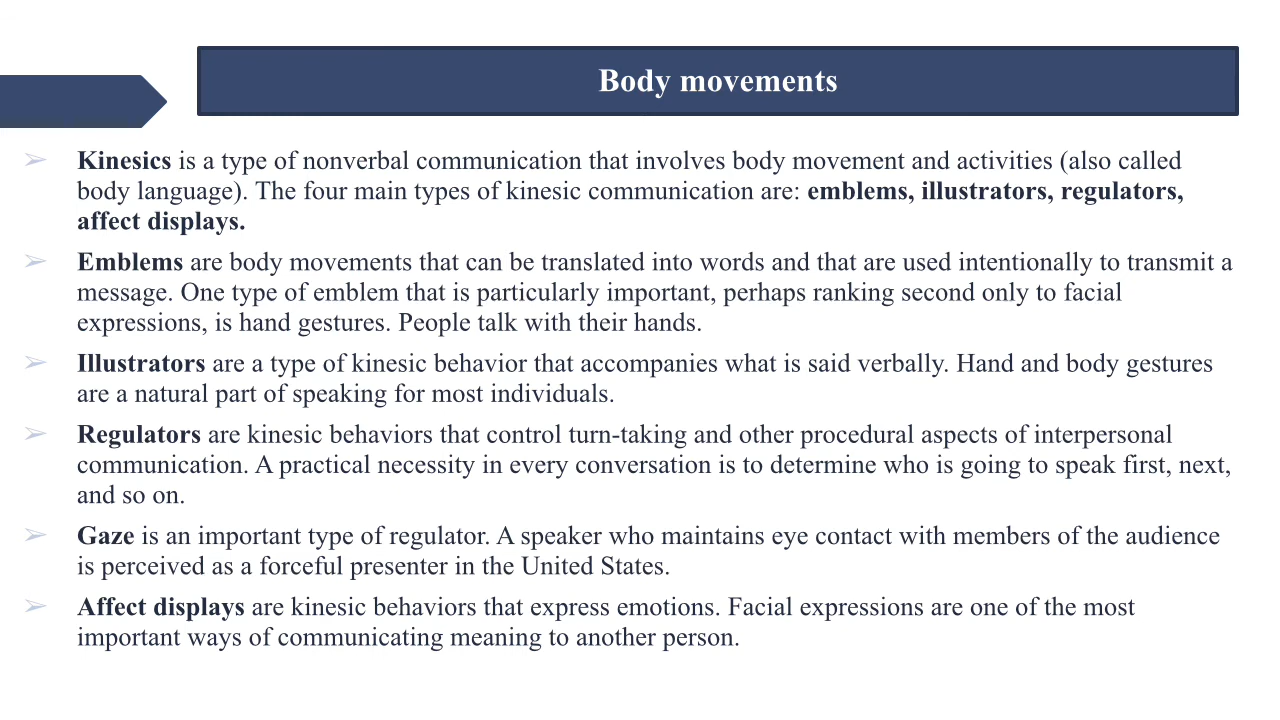 Body movements
➢ Kinesics is a type of nonverbal communication that involves body movement and activities (also called
body language). The four main types of kinesic communication are: emblems, illustrators, regulators,
affect displays.
➢ Emblems are body movements that can be translated into words and that are used intentionally to transmit a
message. One type of emblem that is particularly important, perhaps ranking second only to facial
expressions, is hand gestures. People talk with their hands.
➢ Illustrators are a type of kinesic behavior that accompanies what is said verbally. Hand and body gestures
are a natural part of speaking for most individuals.
➢ Regulators are kinesic behaviors that control turn-taking and other procedural aspects of interpersonal
communication. A practical necessity in every conversation is to determine who is going to speak first, next,
and so on.
➢ Gaze is an important type of regulator. A speaker who maintains eye contact with members of the audience
is perceived as a forceful presenter in the United States.
➢ Affect displays are kinesic behaviors that express emotions. Facial expressions are one of the most
important ways of communicating meaning to another person.